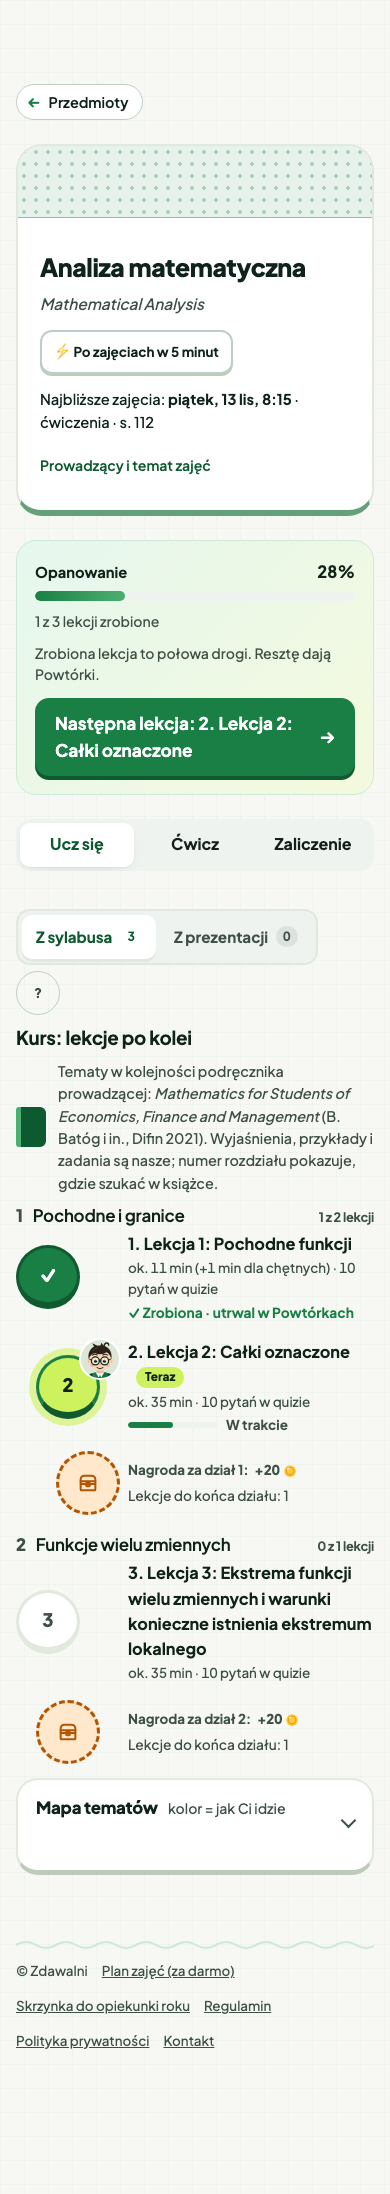 ← Przedmioty
Analiza matematyczna
Mathematical Analysis
⚡ Po zajęciach w 5 minut
Najbliższe zajęcia: piątek, 13 lis, 8:15 ·
ćwiczenia · s. 112
Prowadzący i temat zajęć
Opanowanie 28%
1 z 3 lekcji zrobione
Zrobiona lekcja to połowa drogi. Resztę dają
Powtórki.
Następna lekcja: 2. Lekcja 2:
Całki oznaczone →
Ucz się Ćwicz Zaliczenie
Z sylabusa 3 Z prezentacji 0
?
Kurs: lekcje po kolei
Tematy w kolejności podręcznika
prowadzącej: Mathematics for Students of
Economics, Finance and Management (B.
Batóg i in., Difin 2021). Wyjaśnienia, przykłady i
zadania są nasze; numer rozdziału pokazuje,
gdzie szukać w książce.
1 Pochodne i granice 1 z 2 lekcji
1. Lekcja 1: Pochodne funkcji
ok. 11 min (+1 min dla chętnych) · 10
pytań w quizie
✓ Zrobiona · utrwal w Powtórkach
2
2. Lekcja 2: Całki oznaczone
Teraz
ok. 35 min · 10 pytań w quizie
W trakcie
Nagroda za dział 1: +20
Lekcje do końca działu: 1
2 Funkcje wielu zmiennych 0 z 1 lekcji
3
3. Lekcja 3: Ekstrema funkcji
wielu zmiennych i warunki
konieczne istnienia ekstremum
lokalnego
ok. 35 min · 10 pytań w quizie
Nagroda za dział 2: +20
Lekcje do końca działu: 1
Mapa tematów kolor = jak Ci idzie
© Zdawalni Plan zajęć (za darmo)
Skrzynka do opiekunki roku Regulamin
Polityka prywatności Kontakt